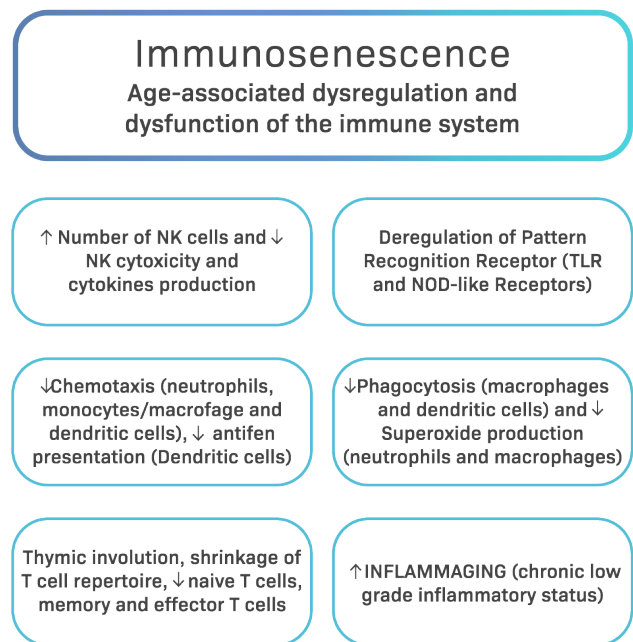 Immunosenescence
Age-associated dysregulation and
dysfunction of the immune system
↑ Number of NK cells and ↓
NK cytoxicity and
cytokines production
Deregulation of Pattern
Recognition Receptor (TLR
and NOD-like Receptors)
↓Chemotaxis (neutrophils,
monocytes/macrofage and
dendritic cells), ↓ antifen
presentation (Dendritic cells)
↓Phagocytosis (macrophages
and dendritic cells) and ↓
Superoxide production
(neutrophils and macrophages)
Thymic involution, shrinkage of
T cell repertoire, ↓naive T cells,
memory and effector T cells
↑INFLAMMAGING (chronic low
grade inflammatory status)